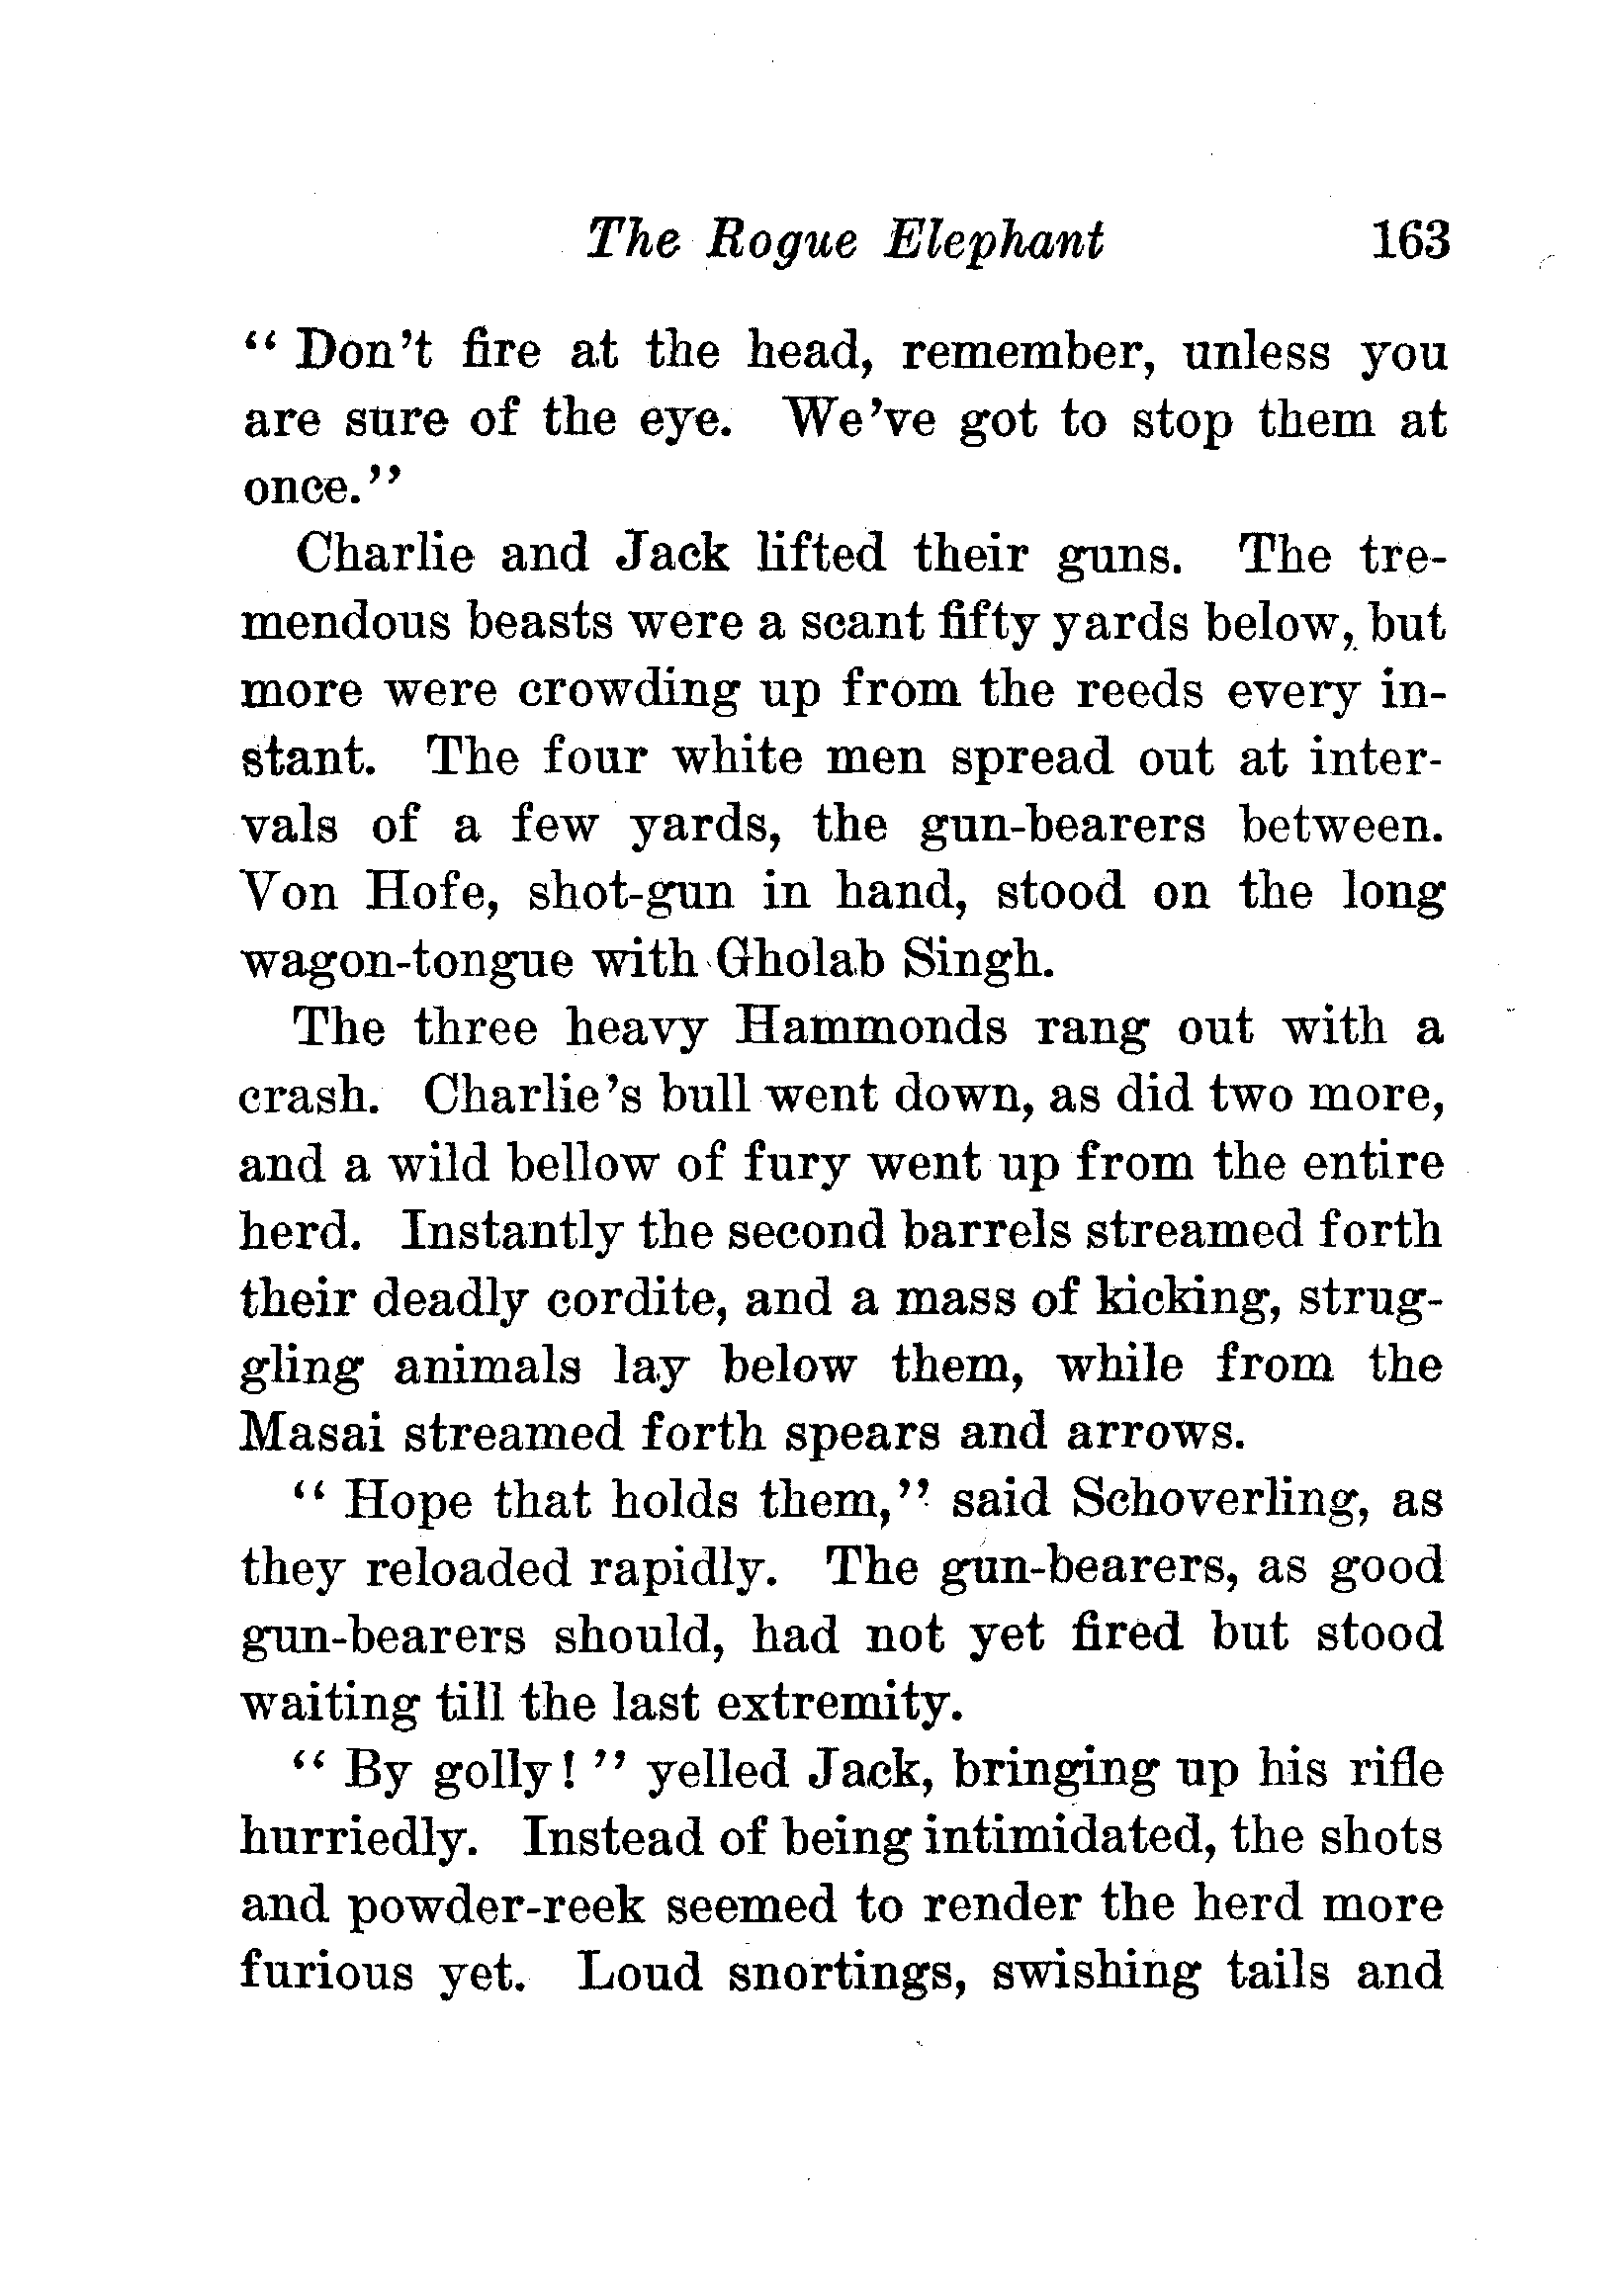 The Rogue Elephant 163
“ Don’t fire at the head, remember, unless you
are sure of the eye. We’ve got to stop them at
once.”
Charlie and Jack lifted their guns. The tre-
mendous beasts were a scant fifty yards below, but
more were crowding up from the reeds every in-
stant. The four white men spread out at inter-
vals of a few yards, the gun-bearers between.
Von Hofe, shot-gun in hand, stood on the long
wagon-tongue with Gholab Singh.
The three heavy Hammonds rang out with a
crash. Charlie’s bull went down, as did two more,
and a wild bellow of fury went up from the entire
herd. Instantly the second barrels streamed forth
their deadly cordite, and a mass of kicking, strug-
gling animals lay below them, while from the
Masai streamed forth spears and arrows.
“ Hope that holds them,” said Schoverling, as
they reloaded rapidly. The gun-bearers, as good
gun-bearers should, had not yet fired but stood
waiting till the last extremity.
“ By golly! ” yelled Jack, bringing up his rifle
hurriedly. Instead of being intimidated, the shots
and powder-reek seemed to render the herd more
furious yet. Loud snortings, swishing tails and